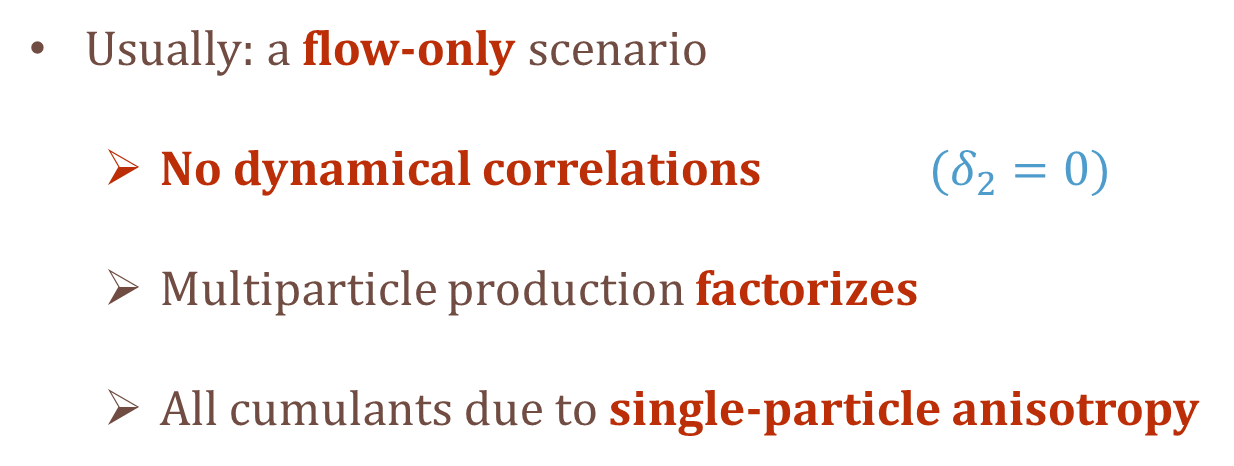 • Usually: a flow-only scenario
➢ No dynamical correlations (δ₂ = 0)
➢ Multiparticle production factorizes
➢ All cumulants due to single-particle anisotropy